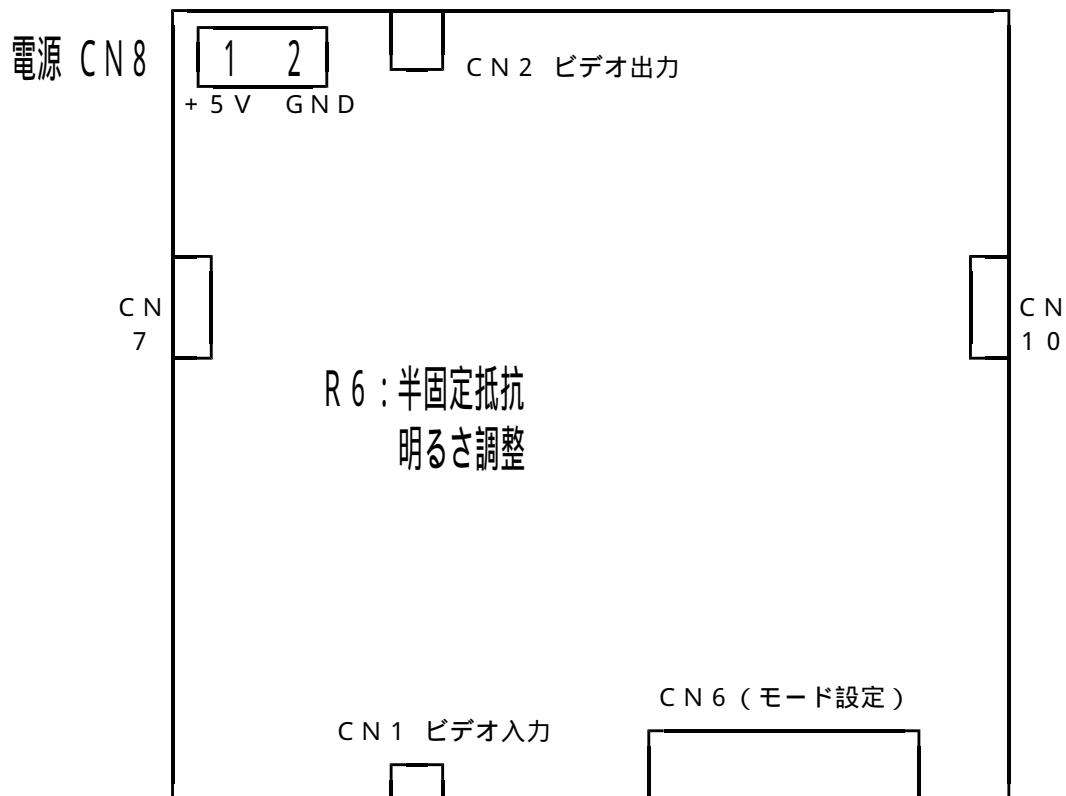 電源 CN8
1 2
+5V GND
CN2 ビデオ出力
CN
7
CN
10
R6:半固定抵抗
明るさ調整
CN6(モード設定)
CN1 ビデオ入力